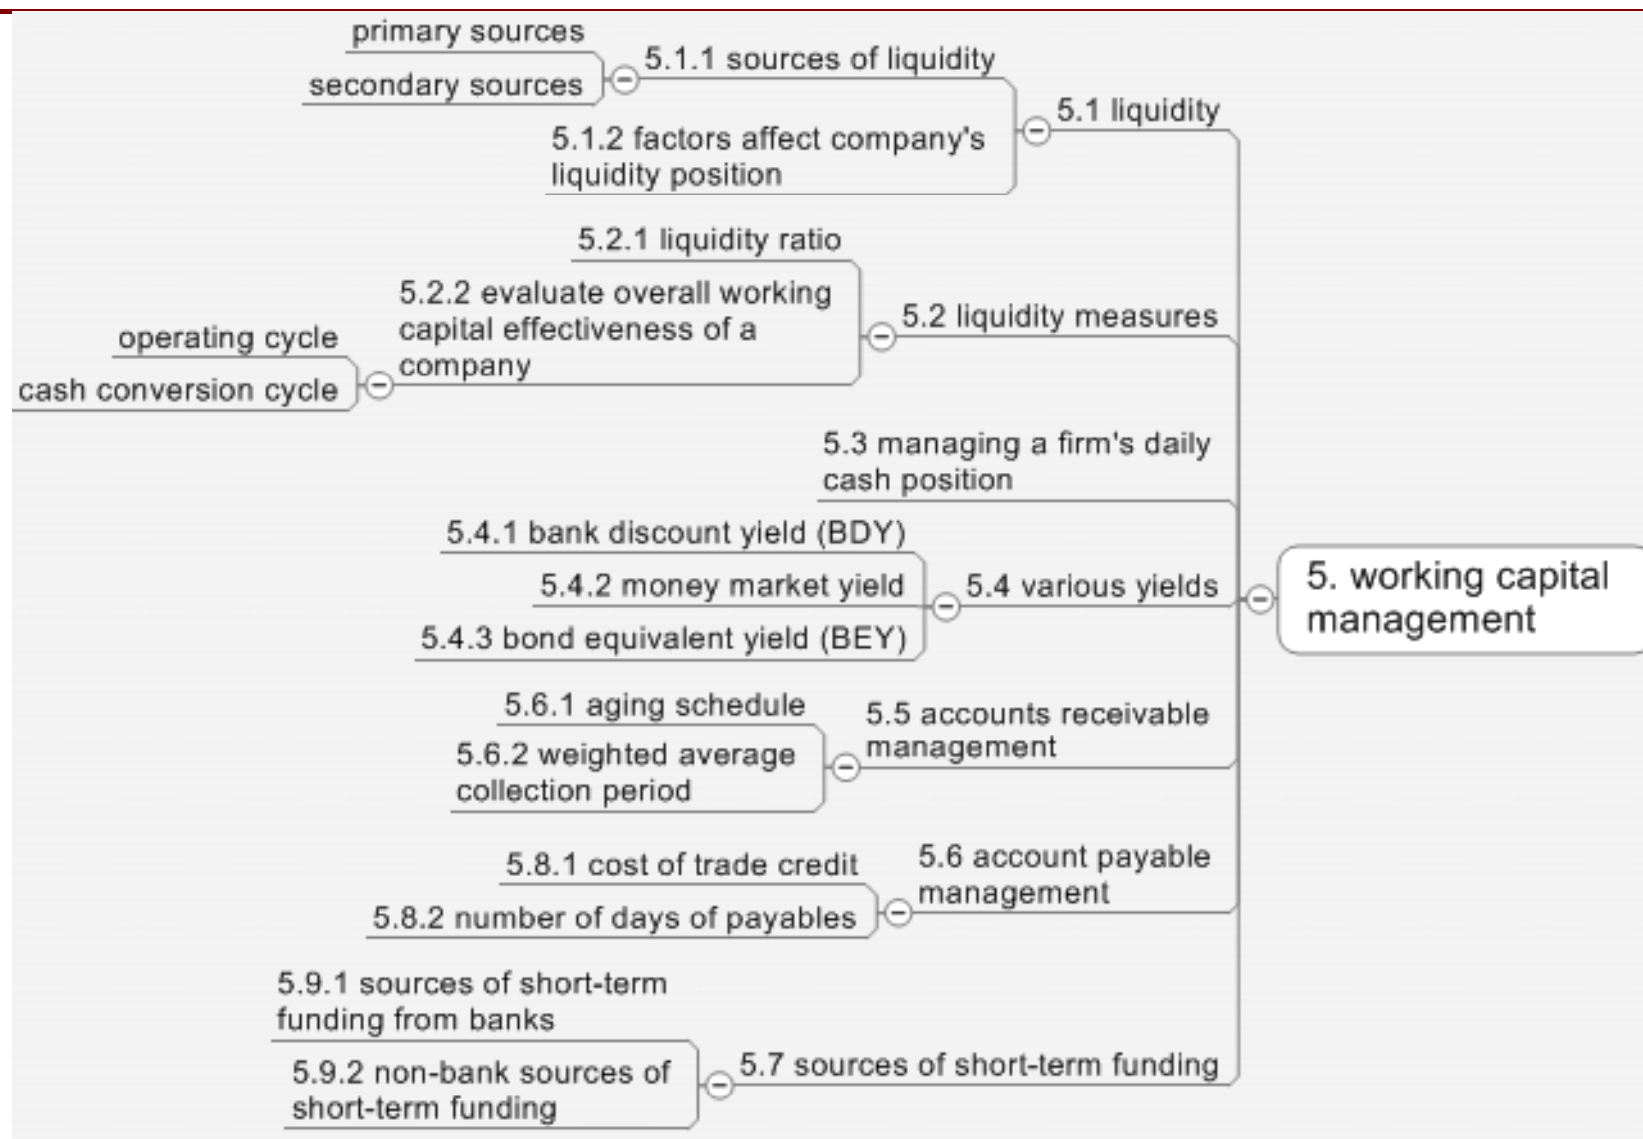 primary sources
secondary sources
5.1.1 sources of liquidity
5.1 liquidity
5.1.2 factors affect company's
liquidity position
5.2.1 liquidity ratio
5.2.2 evaluate overall working
capital effectiveness of a
company
operating cycle
cash conversion cycle
5.2 liquidity measures
5.3 managing a firm's daily
cash position
5.4.1 bank discount yield (BDY)
5.4.2 money market yield
5.4.3 bond equivalent yield (BEY)
5.4 various yields
5. working capital
management
5.6.1 aging schedule
5.6.2 weighted average
collection period
5.5 accounts receivable
management
5.8.1 cost of trade credit
5.8.2 number of days of payables
5.6 account payable
management
5.9.1 sources of short-term
funding from banks
5.9.2 non-bank sources of
short-term funding
5.7 sources of short-term funding